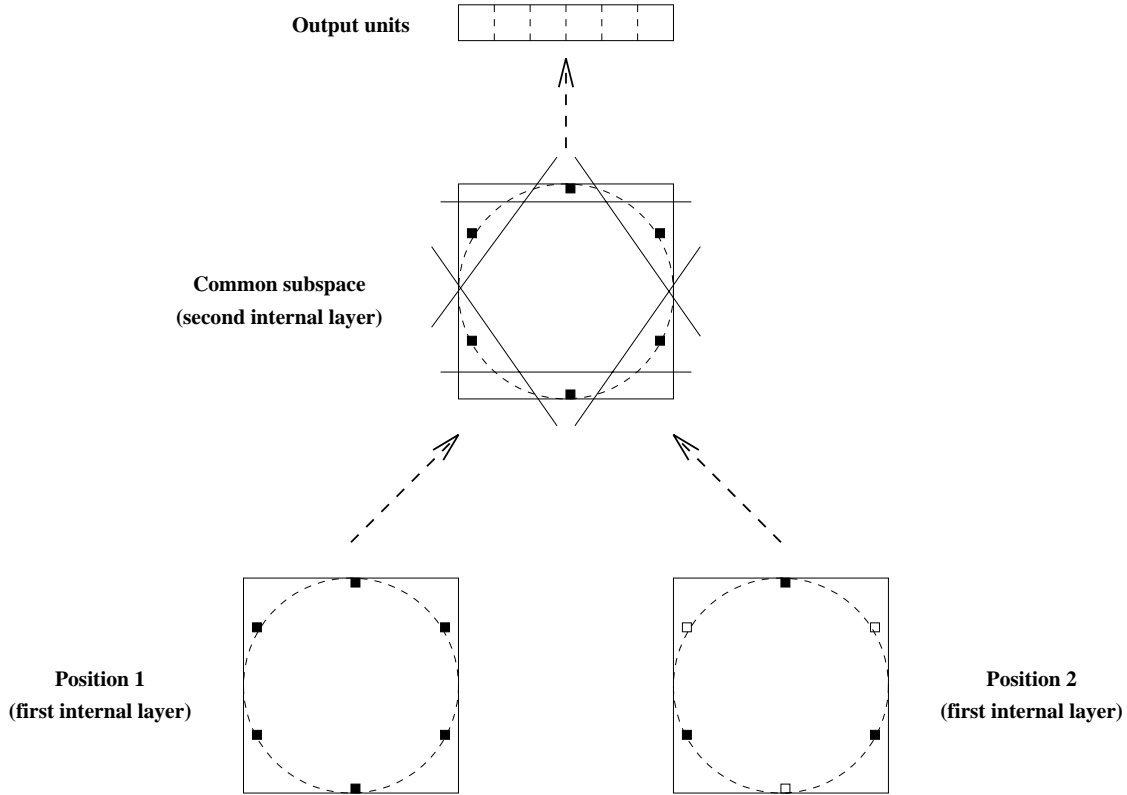 Output units
Common subspace
(second internal layer)
Position 1
(first internal layer)
Position 2
(first internal layer)